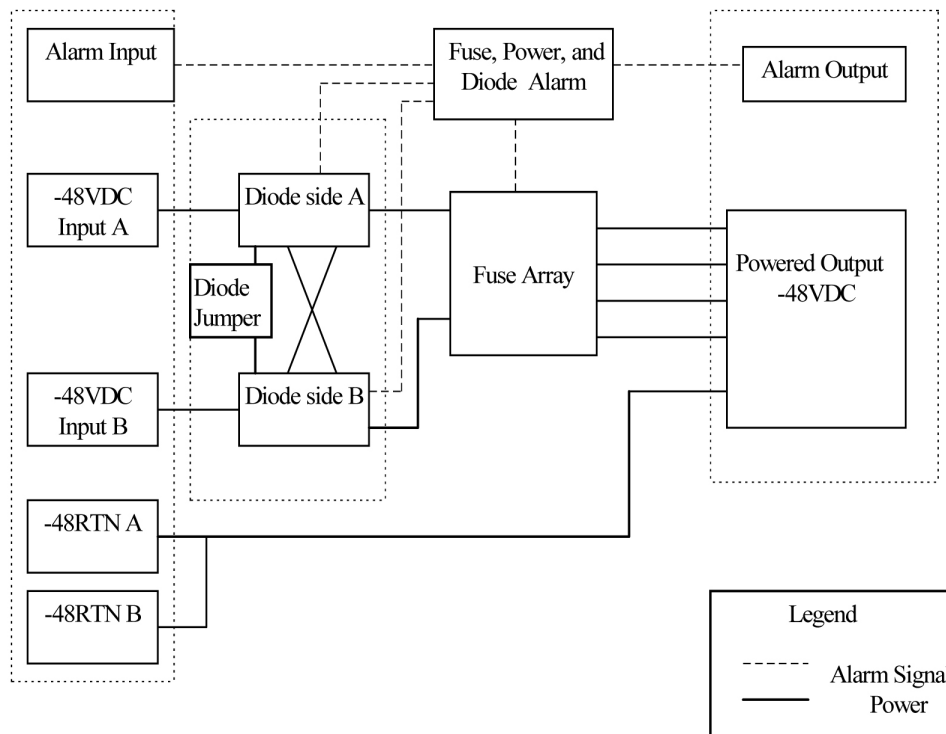 Alarm Input
Fuse, Power, and
Diode Alarm
Alarm Output
-48VDC
Input A
Diode side A
Fuse Array
Powered Output
-48VDC
Diode
Jumper
-48VDC
Input B
Diode side B
-48RTN A
-48RTN B
Legend
Alarm Signa
Power